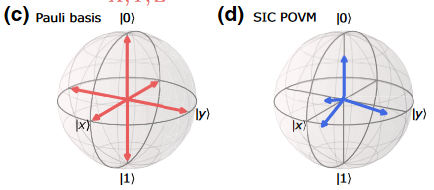 (c) Pauli basis |0⟩
|x⟩
|y⟩
|1⟩
(d) SIC POVM |0⟩
|x⟩
|y⟩
|1⟩